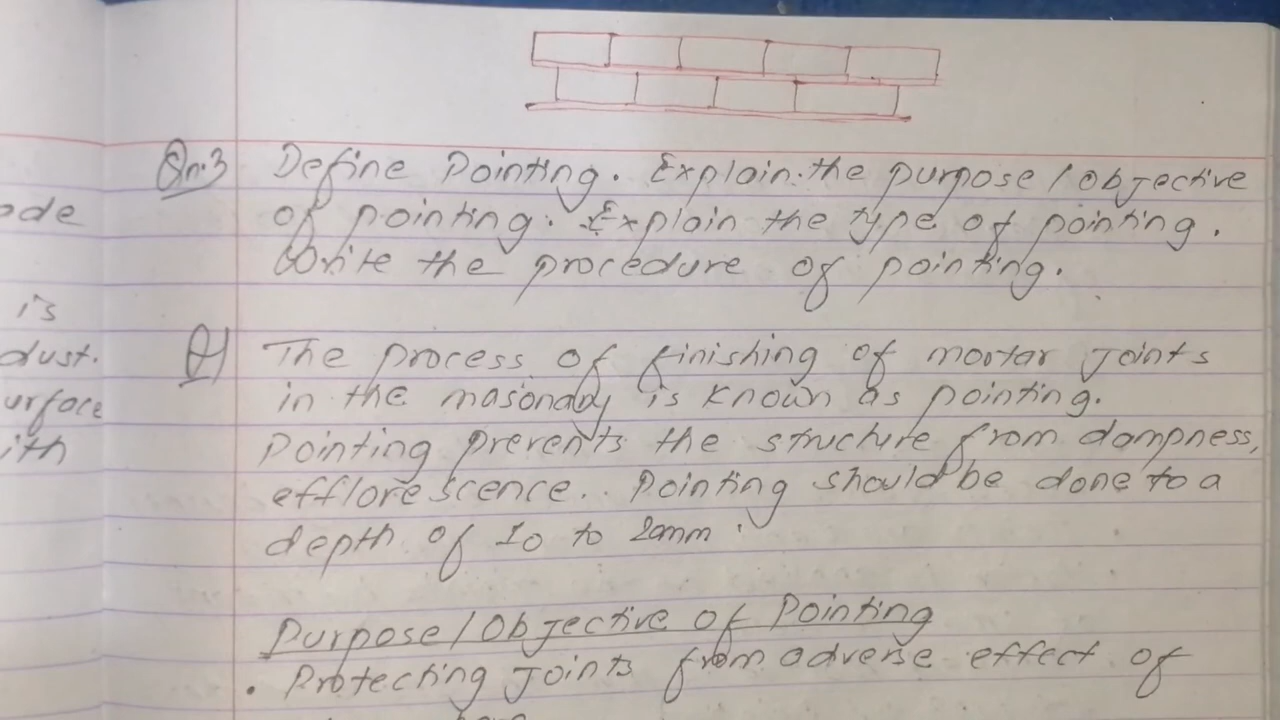 ode
is
dust.
urface
ith
Qn.3 Define Pointing. Explain the purpose / objective
of pointing. Explain the type of pointing.
Write the procedure of pointing.
The process of finishing of mortar joints
in the masonary is known as pointing.
Pointing prevents the structure from dampness,
efflorescence.. Pointing should be done to a
depth of 10 to 20mm.
Purpose / Objective of Pointing
• Protecting joints from adverse effect of